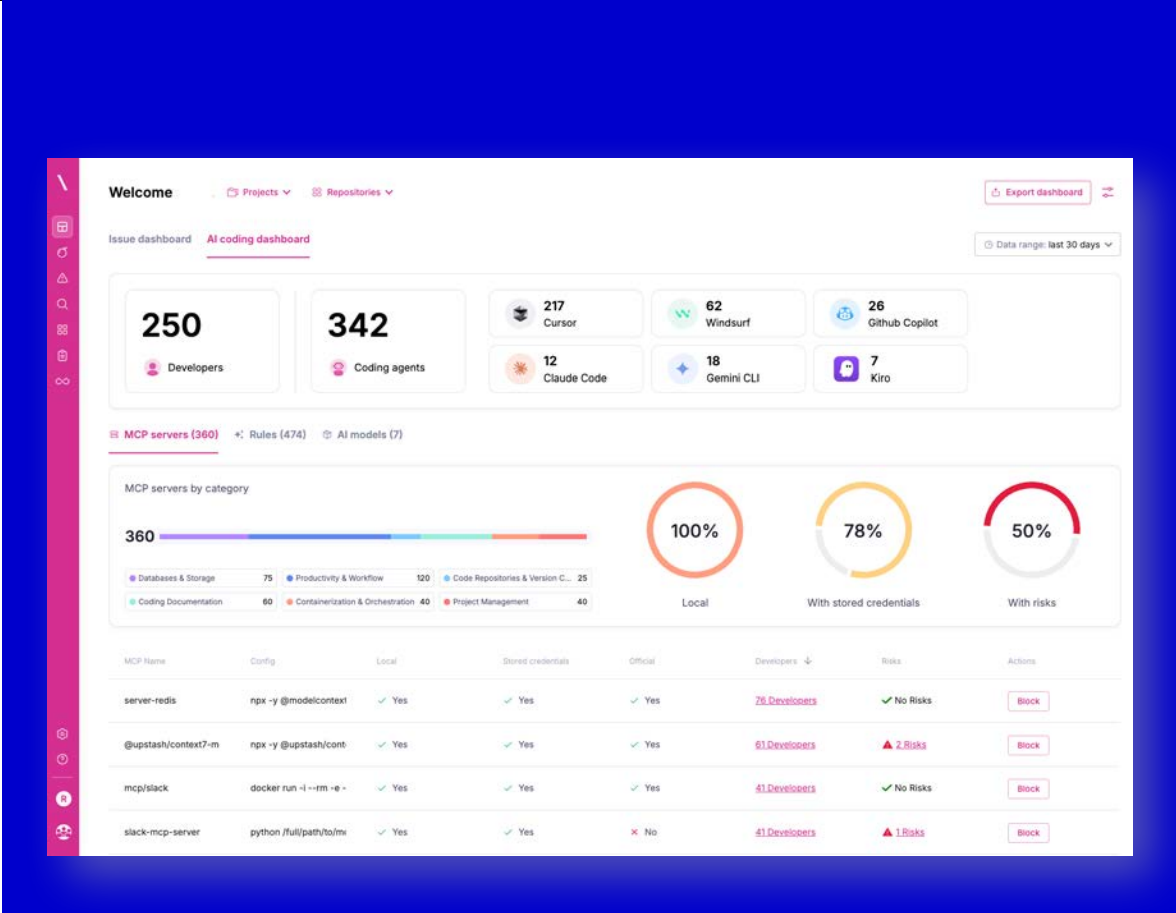 Welcome
Projects
Repositories
Export dashboard
Issue dashboard
AI coding dashboard
Data range: last 30 days
250
Developers
342
Coding agents
217
Cursor
62
Windsurf
26
Github Copilot
12
Claude Code
18
Gemini CLI
7
Kiro
MCP servers (360)
Rules (474)
AI models (7)
MCP servers by category
360
Databases & Storage 75
Productivity & Workflow 120
Code Repositories & Version C... 25
Coding Documentation 60
Containerization & Orchestration 40
Project Management 40
100%
Local
78%
With stored credentials
50%
With risks
MCP Name Config Local Stored credentials Official Developers Risks Actions
server-redis npx -y @modelcontext Yes Yes Yes 76 Developers No Risks Block
@upstash/context7-m npx -y @upstash/cont Yes Yes Yes 61 Developers 2 Risks Block
mcp/slack docker run -i --rm -e - Yes Yes Yes 41 Developers No Risks Block
slack-mcp-server python /full/path/to/m Yes Yes No 41 Developers 1 Risks Block
R